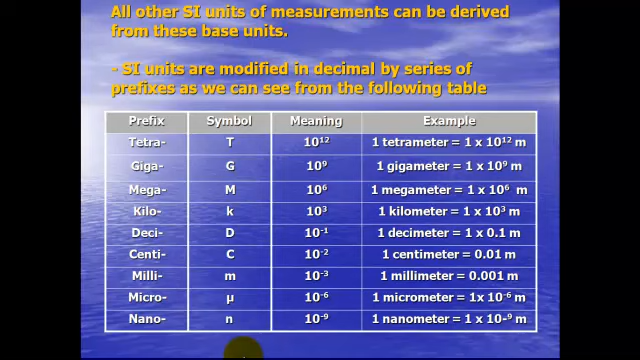 All other SI units of measurements can be derived
from these base units.
- SI units are modified in decimal by series of
prefixes as we can see from the following table
Prefix Symbol Meaning Example
Tetra- T 10¹² 1 tetrameter = 1 x 10¹² m
Giga- G 10⁹ 1 gigameter = 1 x 10⁹ m
Mega- M 10⁶ 1 megameter = 1 x 10⁶ m
Kilo- k 10³ 1 kilometer = 1 x 10³ m
Deci- D 10⁻¹ 1 decimeter = 1 x 0.1 m
Centi- C 10⁻² 1 centimeter = 0.01 m
Milli- m 10⁻³ 1 millimeter = 0.001 m
Micro- µ 10⁻⁶ 1 micrometer = 1x 10⁻⁶ m
Nano- n 10⁻⁹ 1 nanometer = 1 x 10-⁹ m